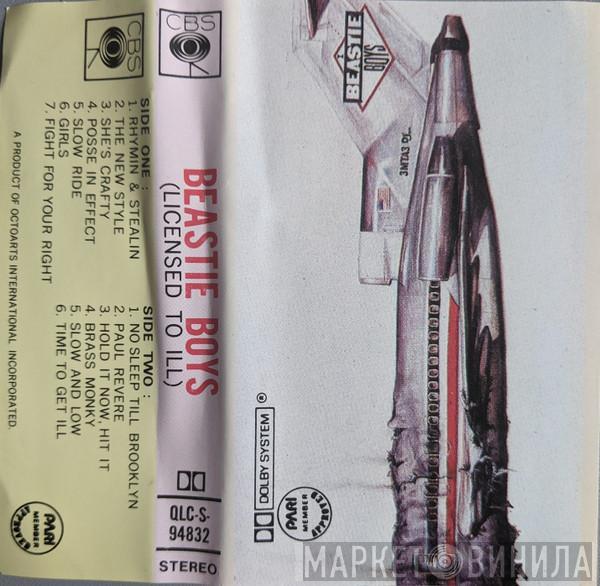 CBS
SIDE ONE :
1. RHYMIN & STEALIN
2. THE NEW STYLE
3. SHE'S CRAFTY
4. POSSE IN EFFECT
5. SLOW RIDE
6. GIRLS
7. FIGHT FOR YOUR RIGHT
SIDE TWO :
1. NO SLEEP TILL BROOKLYN
2. PAUL REVERE
3. HOLD IT NOW, HIT IT
4. BRASS MONKY
5. SLOW AND LOW
6. TIME TO GET ILL
A PRODUCT OF OCTOARTS INTERNATIONAL INCORPORATED.
PARI
MEMBER
APPROVED
CBS
BEASTIE BOYS
(LICENSED TO ILL)
QLC-S-
94832
STEREO
BEASTIE
BOYS
3MTA3
DOLBY SYSTEM ®
PARI
MEMBER
APPROVED
МАРКЕТ ВИНИЛА